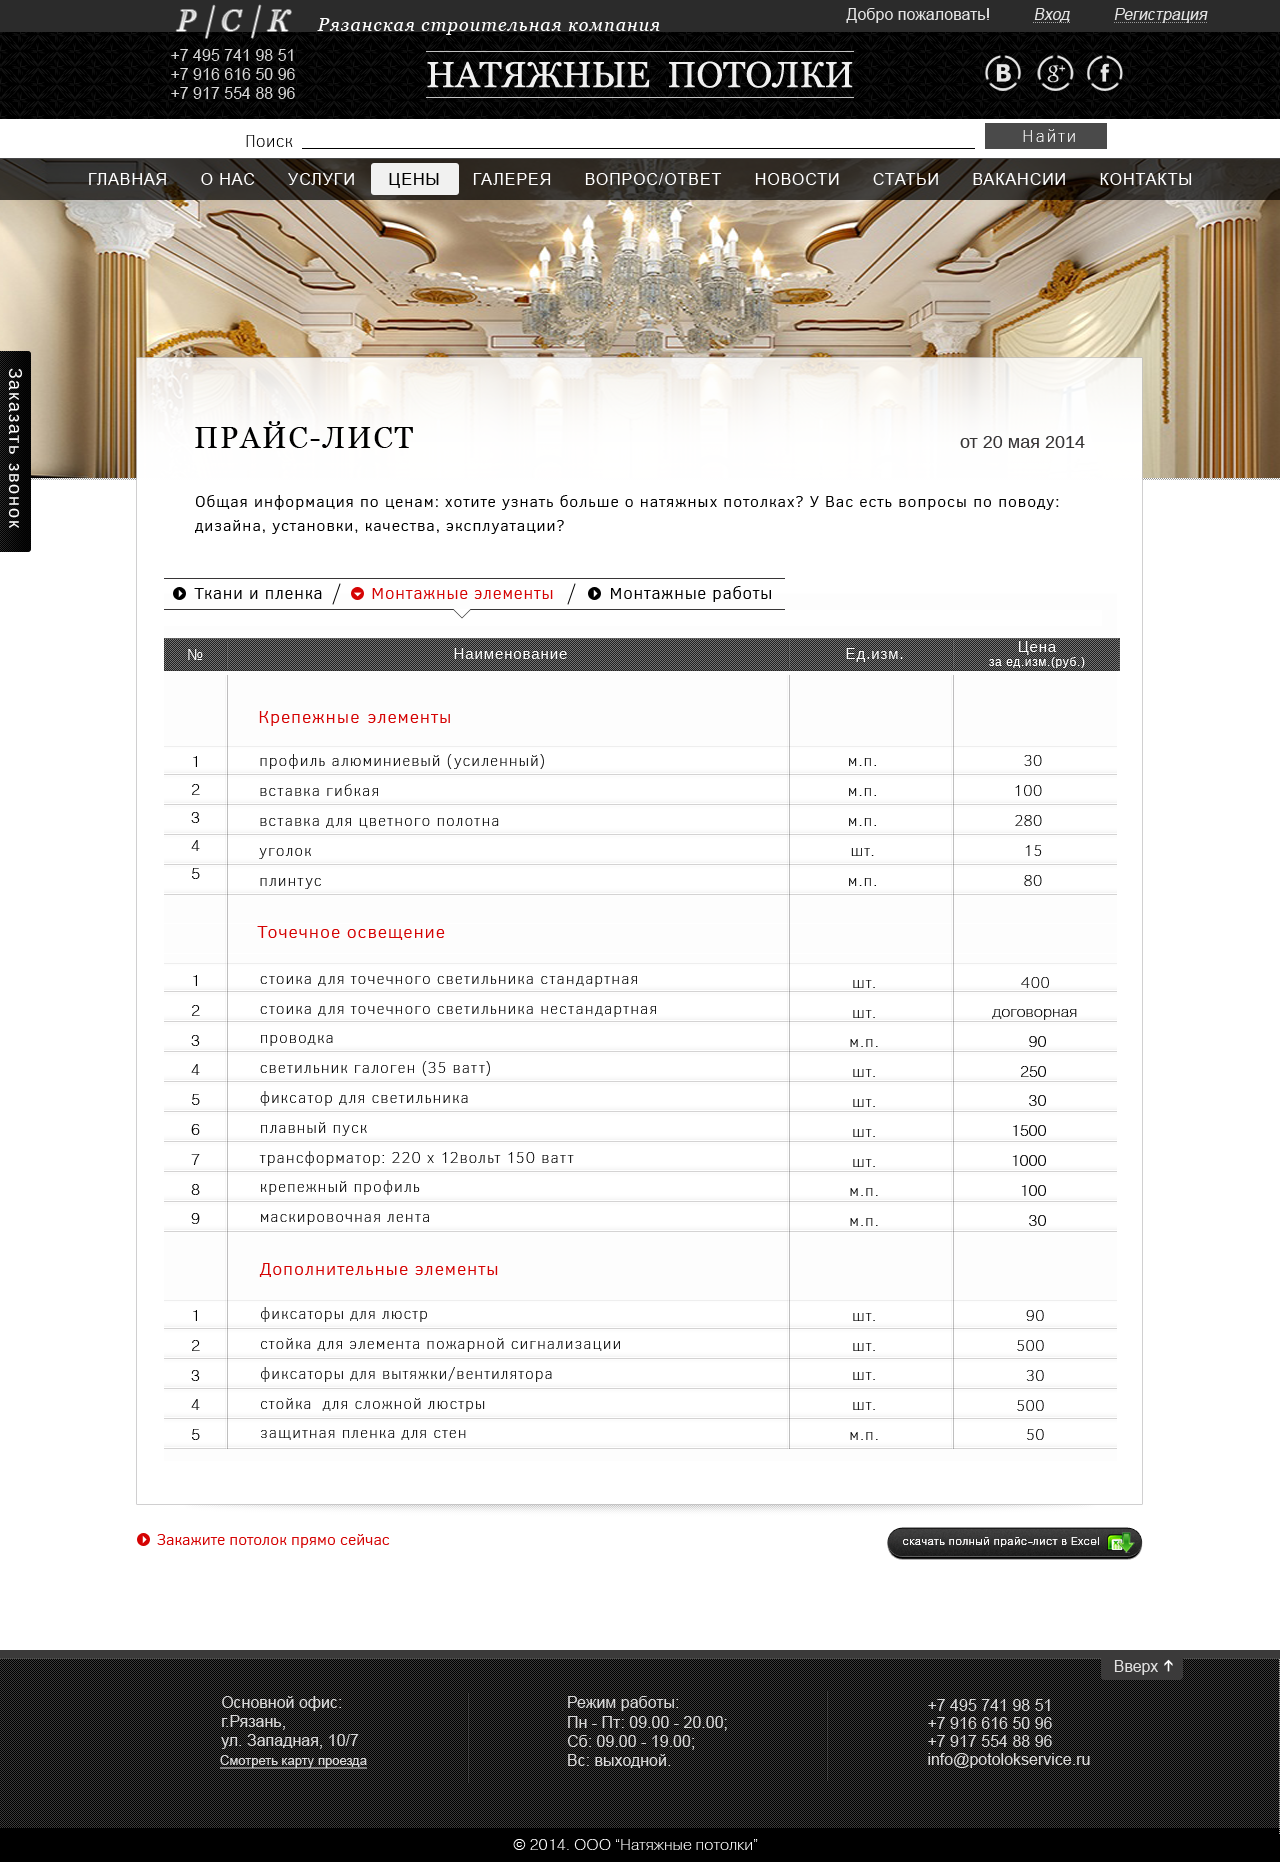 Р/С/К Рязанская строительная компания
Добро пожаловать! Вход Регистрация
+7 495 741 98 51
+7 916 616 50 96
+7 917 554 88 96
НАТЯЖНЫЕ ПОТОЛКИ
В g+ f
Поиск Найти
ГЛАВНАЯ О НАС УСЛУГИ ЦЕНЫ ГАЛЕРЕЯ ВОПРОС/ОТВЕТ НОВОСТИ СТАТЬИ ВАКАНСИИ КОНТАКТЫ
Заказать звонок
ПРАЙС-ЛИСТ
от 20 мая 2014
Общая информация по ценам: хотите узнать больше о натяжных потолках? У Вас есть вопросы по поводу:
дизайна, установки, качества, эксплуатации?
Ткани и пленка / Монтажные элементы / Монтажные работы
№ Наименование Ед.изм. Цена
за ед.изм.(руб.)
Крепежные элементы
1 профиль алюминиевый (усиленный) м.п. 30
2 вставка гибкая м.п. 100
3 вставка для цветного полотна м.п. 280
4 уголок шт. 15
5 плинтус м.п. 80
Точечное освещение
1 стоика для точечного светильника стандартная шт. 400
2 стоика для точечного светильника нестандартная шт. договорная
3 проводка м.п. 90
4 светильник галоген (35 ватт) шт. 250
5 фиксатор для светильника шт. 30
6 плавный пуск шт. 1500
7 трансформатор: 220 х 12вольт 150 ватт шт. 1000
8 крепежный профиль м.п. 100
9 маскировочная лента м.п. 30
Дополнительные элементы
1 фиксаторы для люстр шт. 90
2 стойка для элемента пожарной сигнализации шт. 500
3 фиксаторы для вытяжки/вентилятора шт. 30
4 стойка для сложной люстры шт. 500
5 защитная пленка для стен м.п. 50
Закажите потолок прямо сейчас
скачать полный прайс-лист в Excel
Вверх
Основной офис:
г.Рязань,
ул. Западная, 10/7
Смотреть карту проезда
Режим работы:
Пн - Пт: 09.00 - 20.00;
Сб: 09.00 - 19.00;
Вс: выходной.
+7 495 741 98 51
+7 916 616 50 96
+7 917 554 88 96
info@potolokservice.ru
© 2014. ООО “Натяжные потолки”